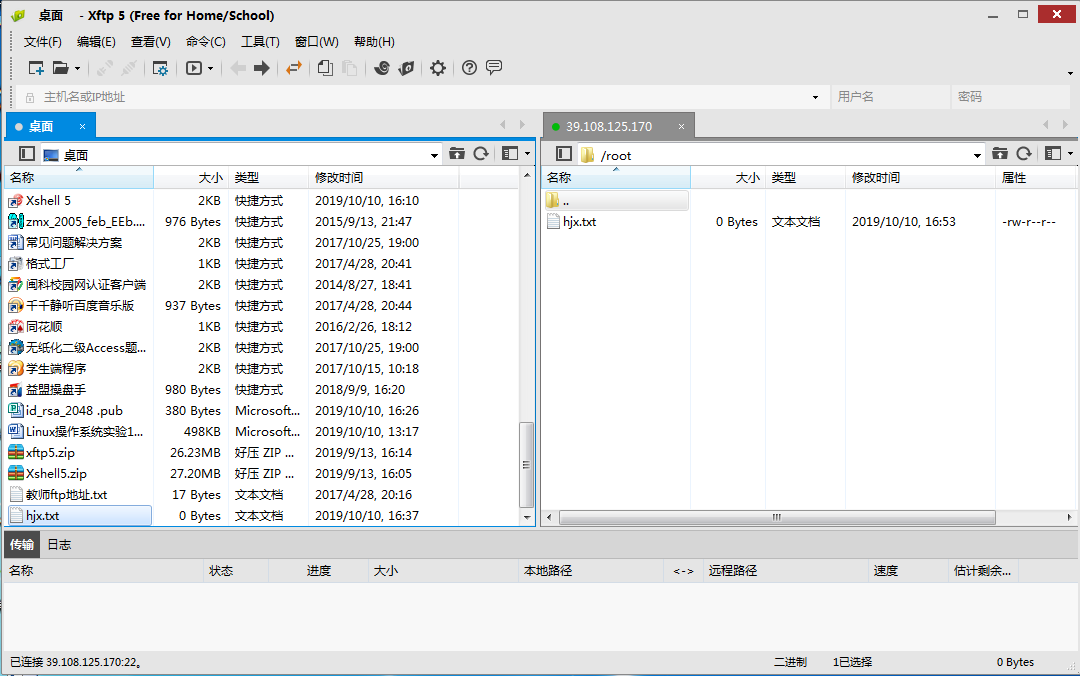 桌面 - Xftp 5 (Free for Home/School)
文件(F) 编辑(E) 查看(V) 命令(C) 工具(T) 窗口(W) 帮助(H)
主机名或IP地址 用户名 密码
桌面 × 39.108.125.170 ×
桌面 /root
名称 大小 类型 修改时间 名称 大小 类型 修改时间 属性
Xshell 5 2KB 快捷方式 2019/10/10, 16:10 ..
zmx_2005_feb_EEb.... 976 Bytes 快捷方式 2015/9/13, 21:47 hjx.txt 0 Bytes 文本文档 2019/10/10, 16:53 -rw-r--r--
常见问题解决方案 2KB 快捷方式 2017/10/25, 19:00
格式工厂 1KB 快捷方式 2017/4/28, 20:41
闽科校园网认证客户端 2KB 快捷方式 2014/8/27, 18:41
千千静听百度音乐版 937 Bytes 快捷方式 2017/4/28, 20:44
同花顺 1KB 快捷方式 2016/2/26, 18:12
无纸化二级Access题... 2KB 快捷方式 2017/10/25, 19:00
学生端程序 2KB 快捷方式 2017/10/15, 10:18
益盟操盘手 980 Bytes 快捷方式 2018/9/9, 16:20
id_rsa_2048 .pub 380 Bytes Microsoft... 2019/10/10, 16:26
Linux操作系统实验1... 498KB Microsoft... 2019/10/10, 13:17
xftp5.zip 26.23MB 好压 ZIP ... 2019/9/13, 16:14
Xshell5.zip 27.20MB 好压 ZIP ... 2019/9/13, 16:05
教师ftp地址.txt 17 Bytes 文本文档 2017/4/28, 20:16
hjx.txt 0 Bytes 文本文档 2019/10/10, 16:37
传输 日志
名称 状态 进度 大小 本地路径 <-> 远程路径 速度 估计剩余...
已连接 39.108.125.170:22。 二进制 1已选择 0 Bytes